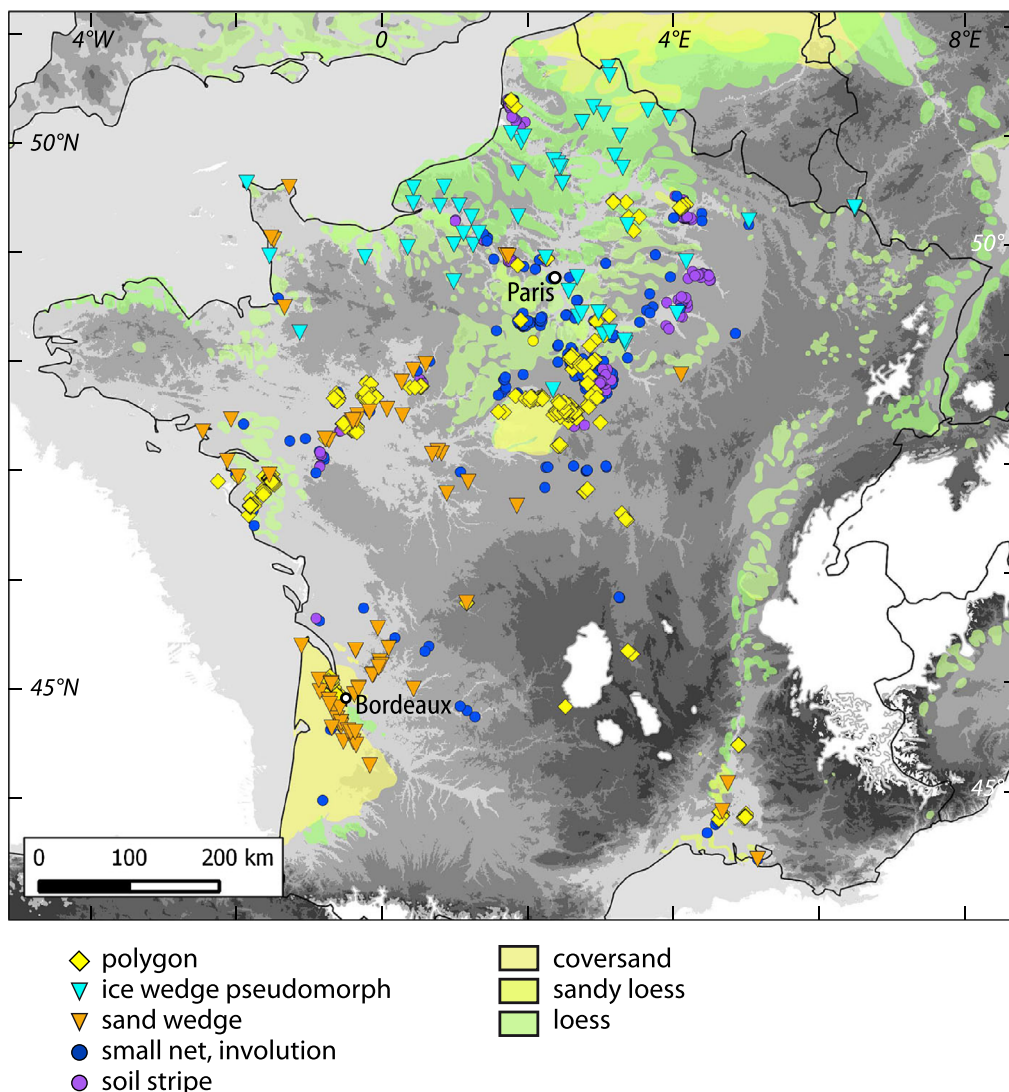 4°W
0
4°E
8°E
50°N
50°
Paris
45°N
Bordeaux
45°
0 100 200 km
polygon
ice wedge pseudomorph
sand wedge
small net, involution
soil stripe
coversand
sandy loess
loess